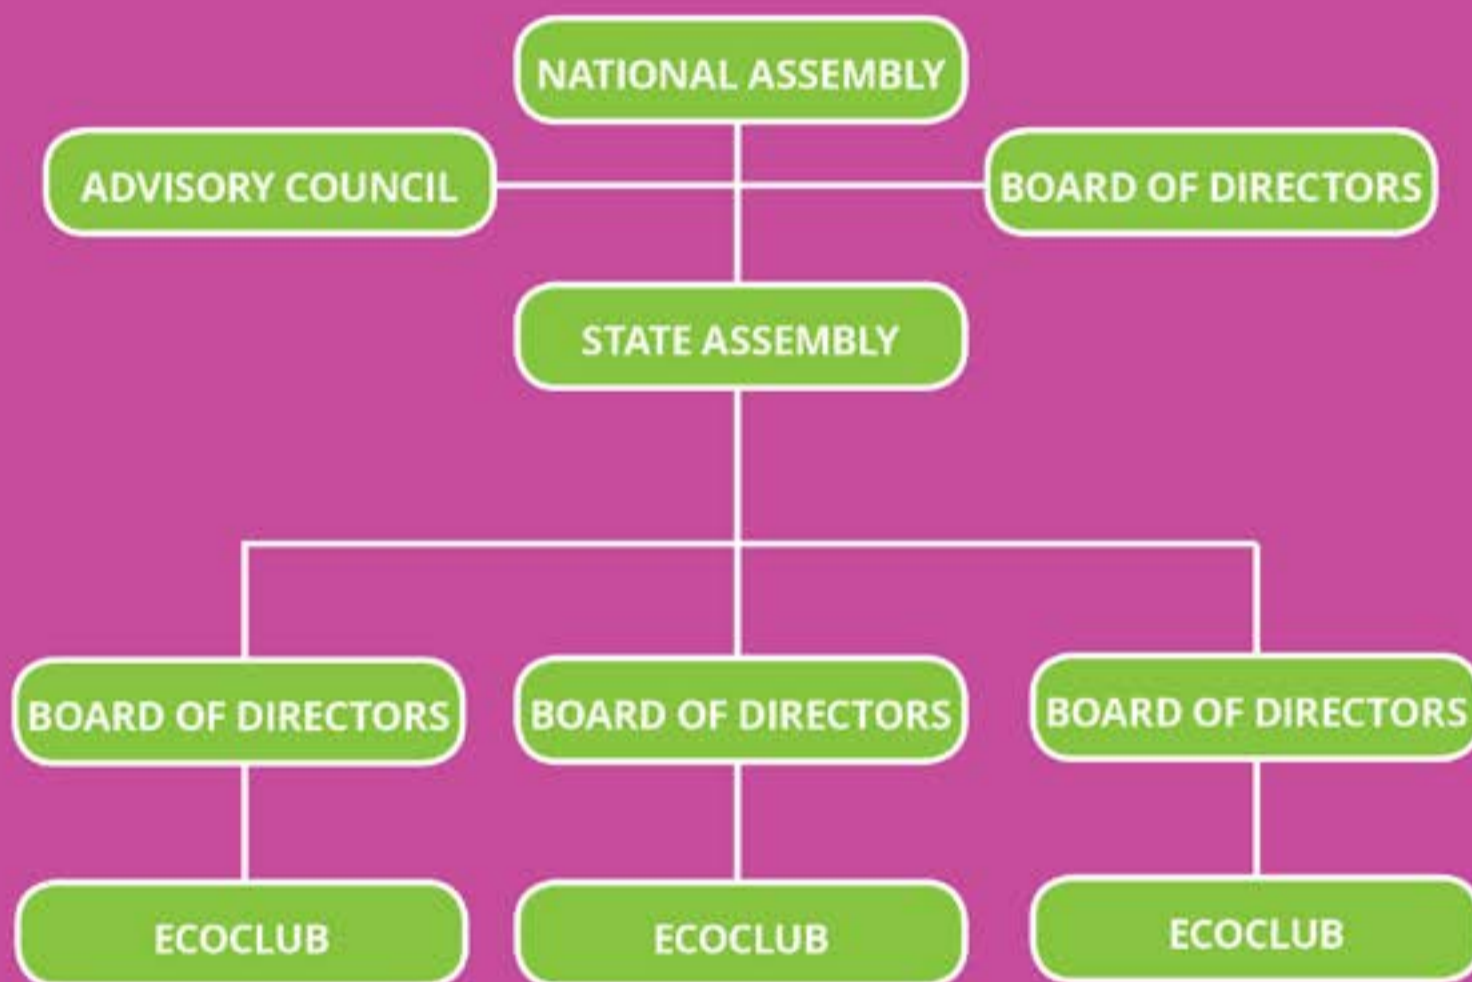 NATIONAL ASSEMBLY
ADVISORY COUNCIL
BOARD OF DIRECTORS
STATE ASSEMBLY
BOARD OF DIRECTORS
BOARD OF DIRECTORS
BOARD OF DIRECTORS
ECOCLUB
ECOCLUB
ECOCLUB